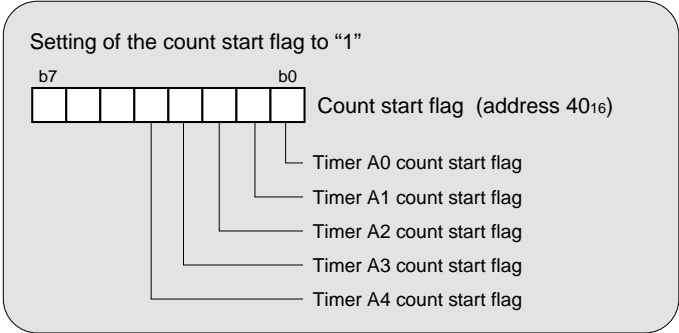 Setting of the count start flag to “1”
b7 b0
Count start flag (address 40₁₆)
Timer A0 count start flag
Timer A1 count start flag
Timer A2 count start flag
Timer A3 count start flag
Timer A4 count start flag